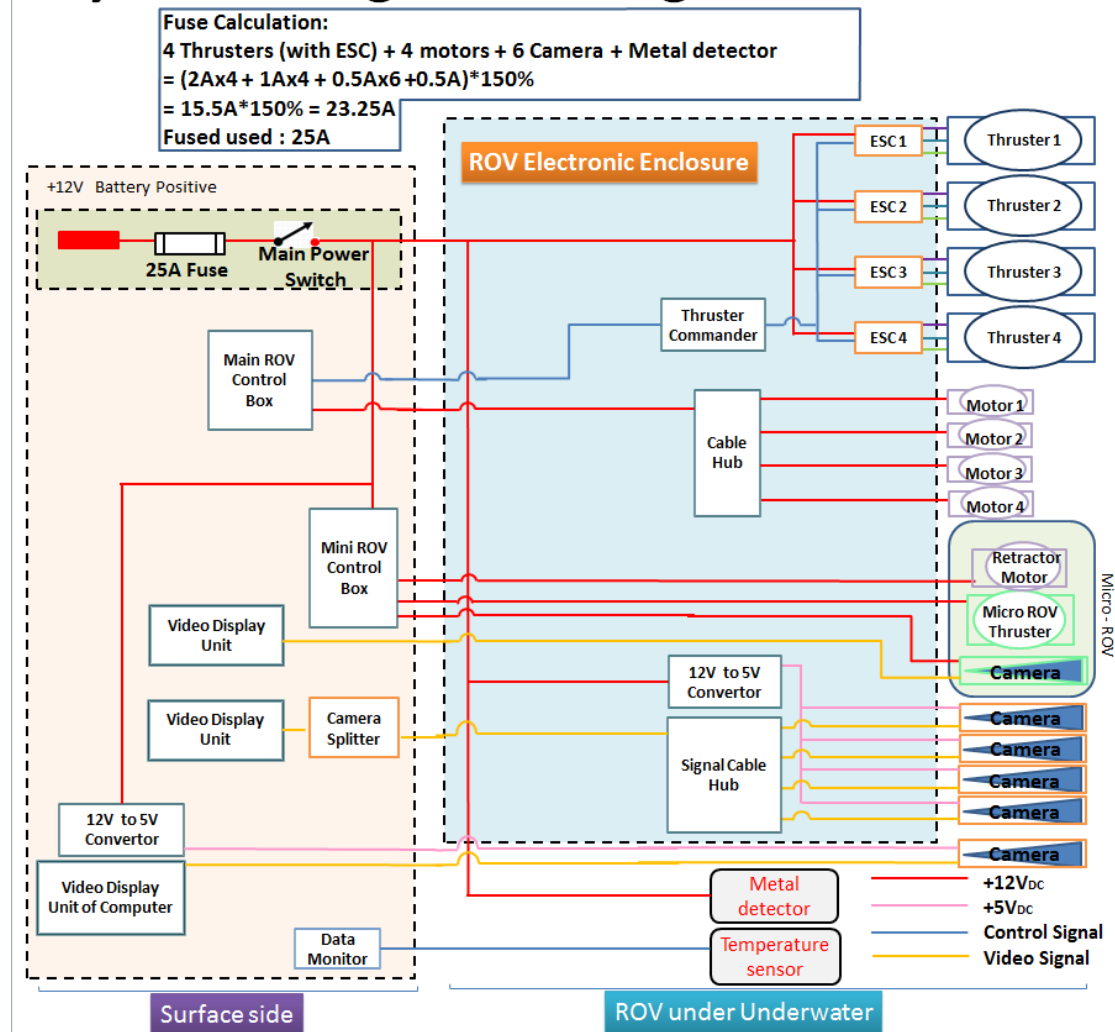 Fuse Calculation:
4 Thrusters (with ESC) + 4 motors + 6 Camera + Metal detector
= (2Ax4 + 1Ax4 + 0.5Ax6 +0.5A)*150%
= 15.5A*150% = 23.25A
Fused used : 25A
ROV Electronic Enclosure
+12V Battery Positive
25A Fuse
Main Power
Switch
ESC 1
Thruster 1
ESC 2
Thruster 2
ESC 3
Thruster 3
ESC 4
Thruster 4
Thruster
Commander
Main ROV
Control
Box
Cable
Hub
Motor 1
Motor 2
Motor 3
Motor 4
Mini ROV
Control
Box
Retractor
Motor
Micro ROV
Thruster
Camera
Micro - ROV
Video Display
Unit
12V to 5V
Convertor
Video Display
Unit
Camera
Splitter
Signal Cable
Hub
Camera
Camera
Camera
Camera
12V to 5V
Convertor
Camera
Video Display
Unit of Computer
Metal
detector
Data
Monitor
Temperature
sensor
+12VDC
+5VDC
Control Signal
Video Signal
Surface side
ROV under Underwater